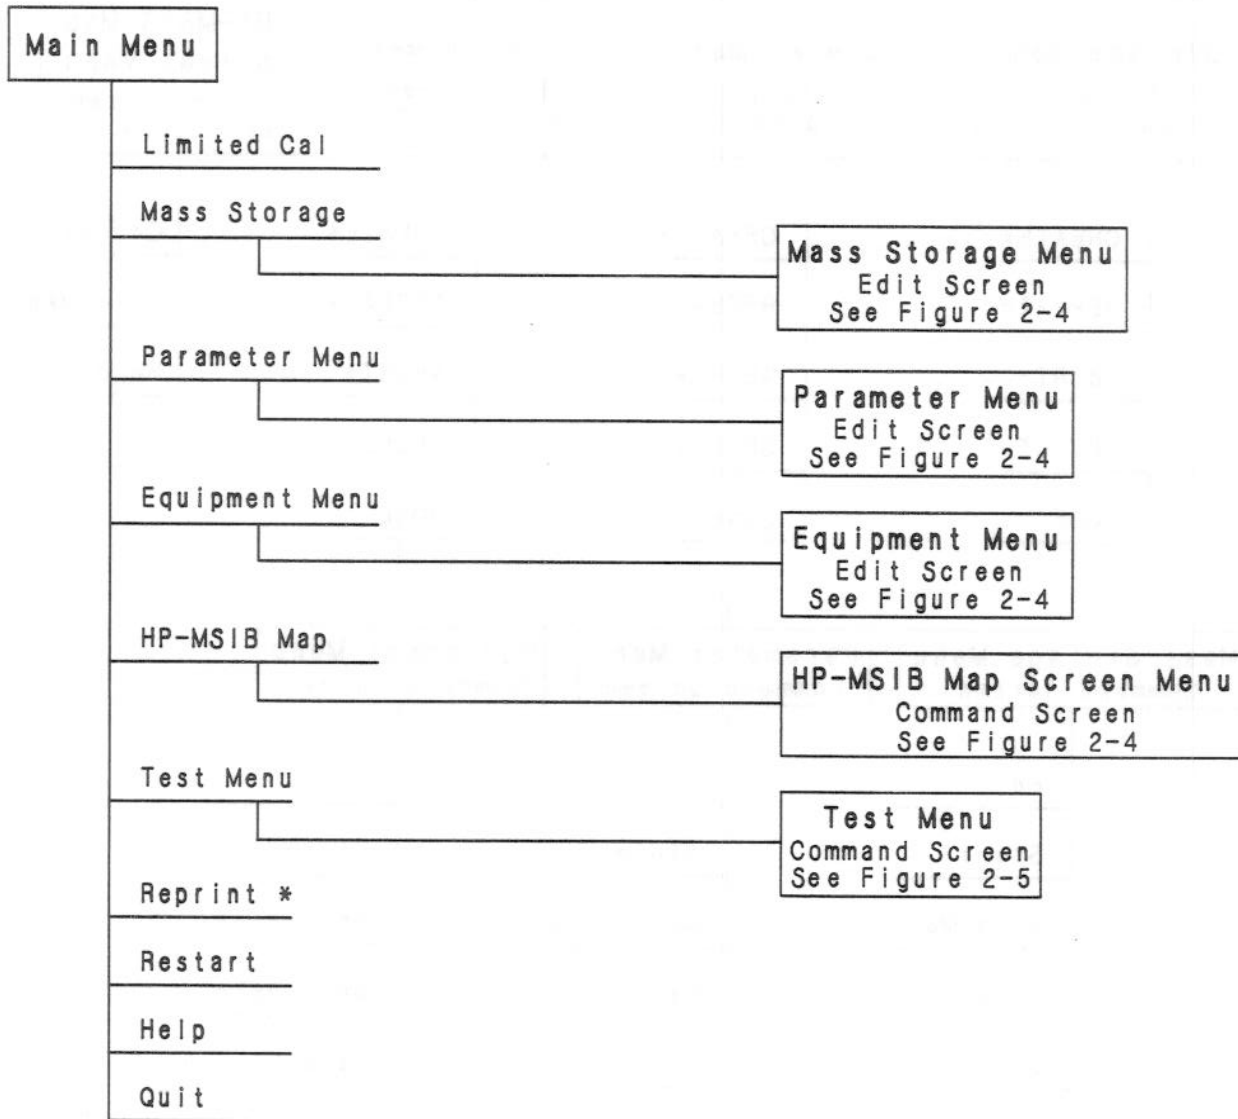 Main Menu
Limited Cal
Mass Storage
Mass Storage Menu
Edit Screen
See Figure 2-4
Parameter Menu
Parameter Menu
Edit Screen
See Figure 2-4
Equipment Menu
Equipment Menu
Edit Screen
See Figure 2-4
HP-MSIB Map
HP-MSIB Map Screen Menu
Command Screen
See Figure 2-4
Test Menu
Test Menu
Command Screen
See Figure 2-5
Reprint *
Restart
Help
Quit